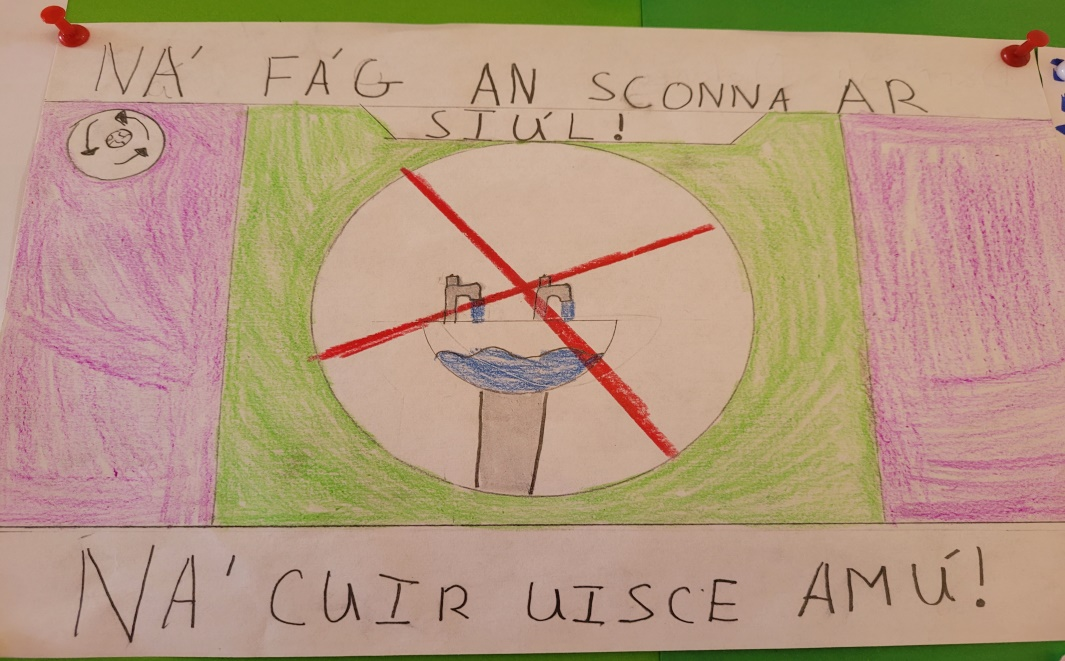 NÁ FÁG AN SCONNA AR
SIÚL!
NÁ CUIR UISCE AMÚ!